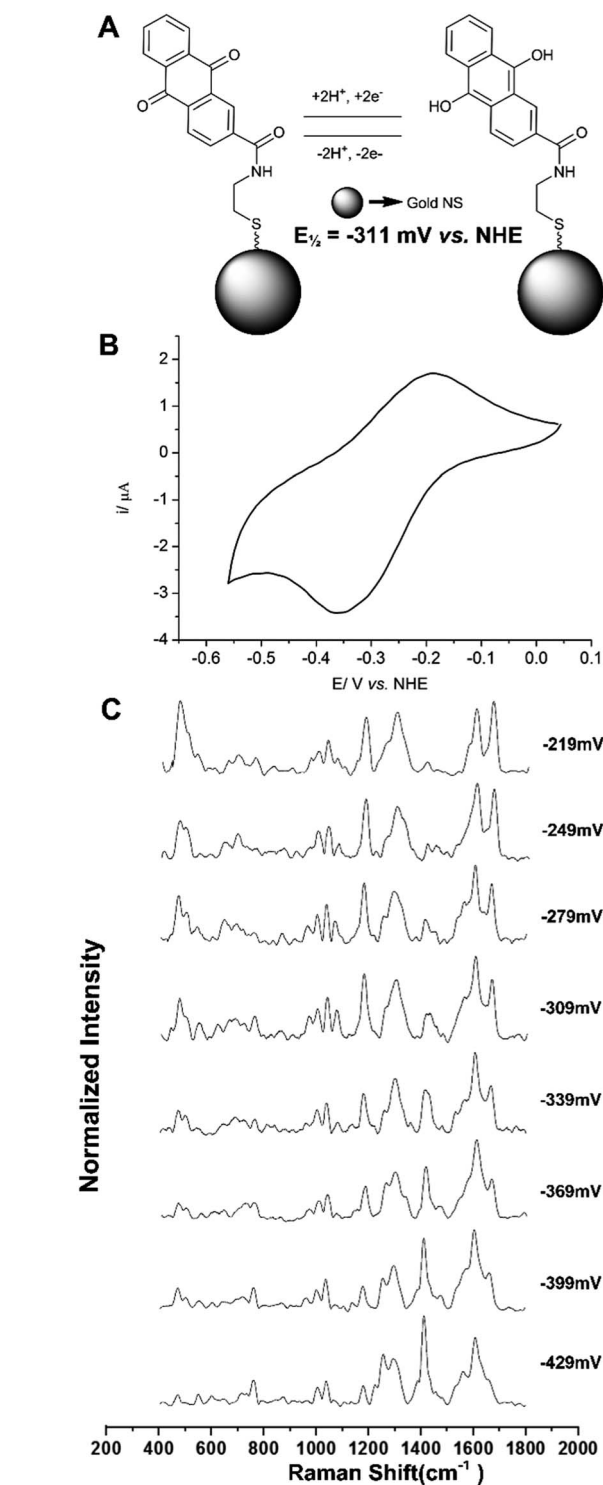 A
O
OH
O
HO
+2H⁺, +2e⁻
-2H⁺, -2e-
O
NH
O
NH
S
Gold NS
S
E½ = -311 mV vs. NHE
B
2
1
0
-1
-2
-3
-4
i/ µA
-0.6 -0.5 -0.4 -0.3 -0.2 -0.1 0.0 0.1
E/ V vs. NHE
C
-219mV
-249mV
-279mV
-309mV
-339mV
-369mV
-399mV
-429mV
Normalized Intensity
200 400 600 800 1000 1200 1400 1600 1800 2000
Raman Shift(cm⁻¹ )